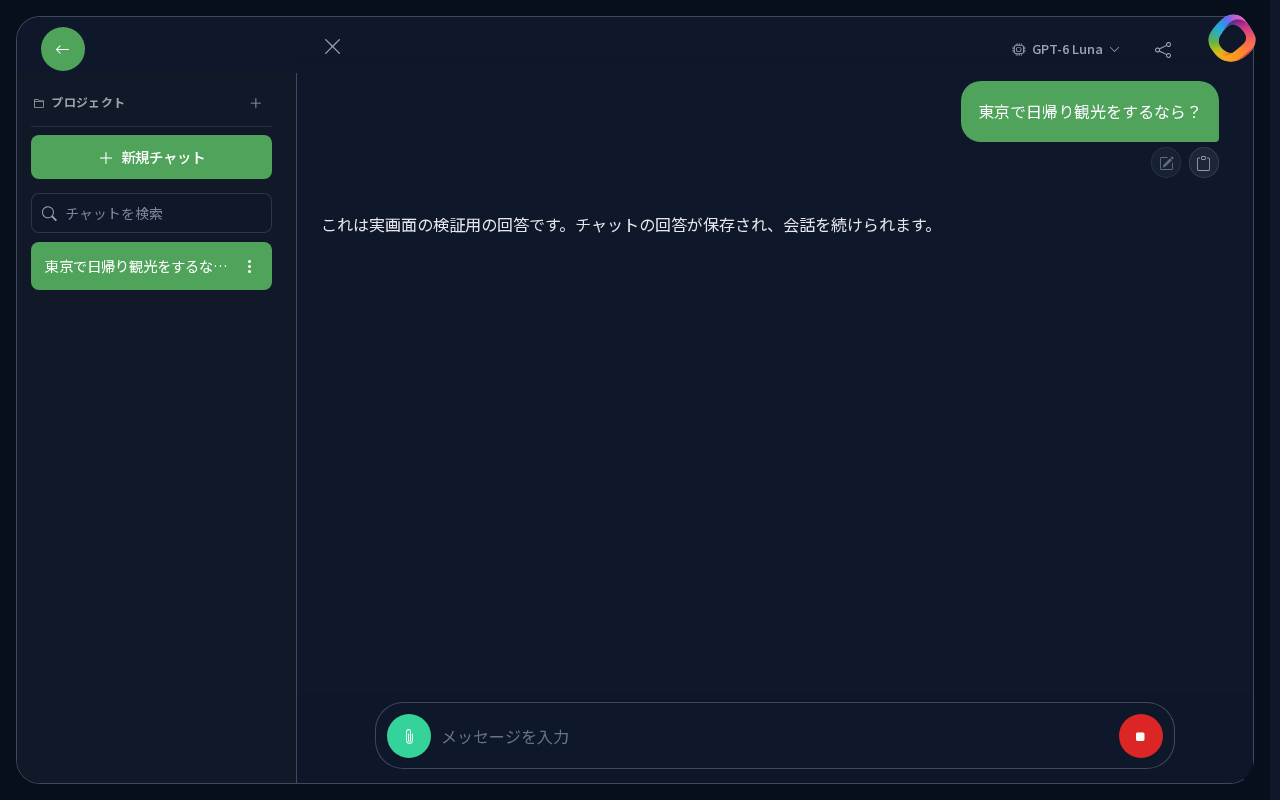 GPT-6 Luna
プロジェクト
東京で日帰り観光をするなら？
新規チャット
チャットを検索
これは実画面の検証用の回答です。チャットの回答が保存され、会話を続けられます。
東京で日帰り観光をするな…
メッセージを入力